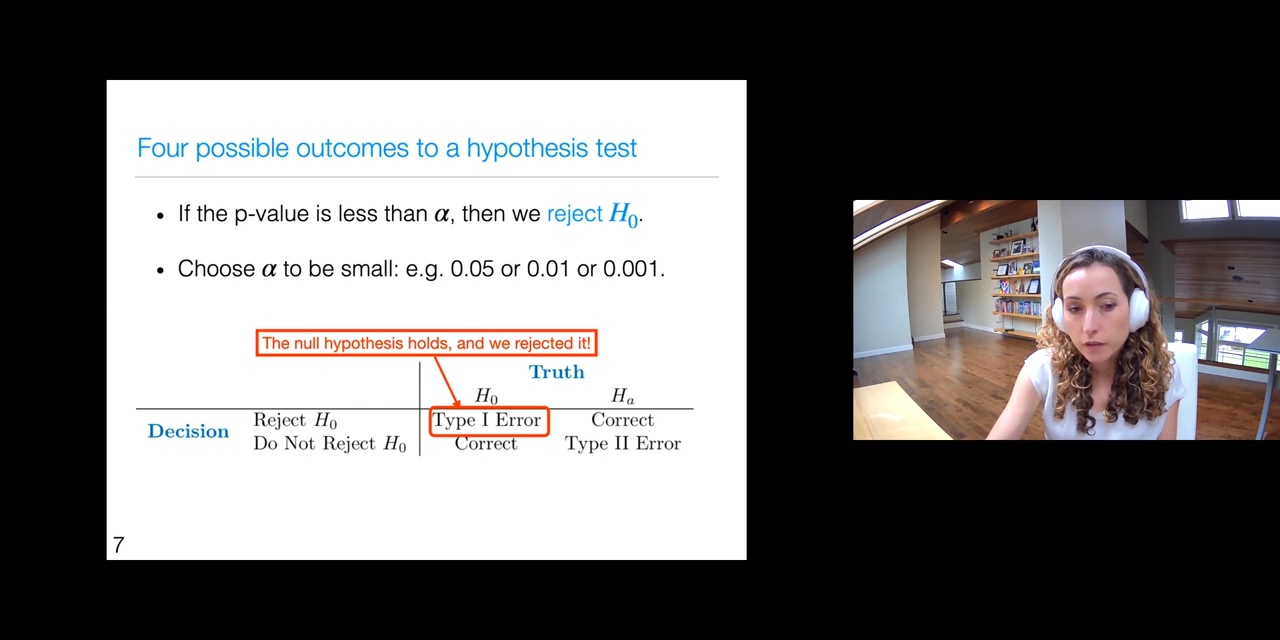 Four possible outcomes to a hypothesis test
• If the p-value is less than α, then we reject H₀.
• Choose α to be small: e.g. 0.05 or 0.01 or 0.001.
The null hypothesis holds, and we rejected it!
Truth
H₀ Hₐ
Decision
Reject H₀ Type I Error Correct
Do Not Reject H₀ Correct Type II Error
7